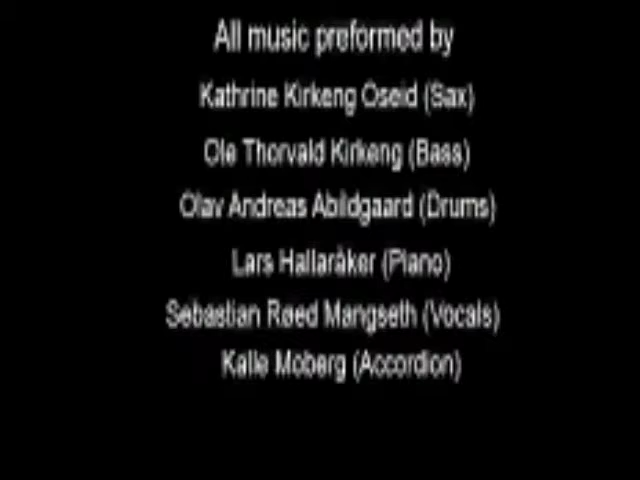 All music preformed by
Kathrine Kirkeng Oseid (Sax)
Ole Thorvald Kirkeng (Bass)
Olav Andreas Abildgaard (Drums)
Lars Hallaråker (Piano)
Sebastian Røed Mangseth (Vocals)
Kalle Moberg (Accordion)